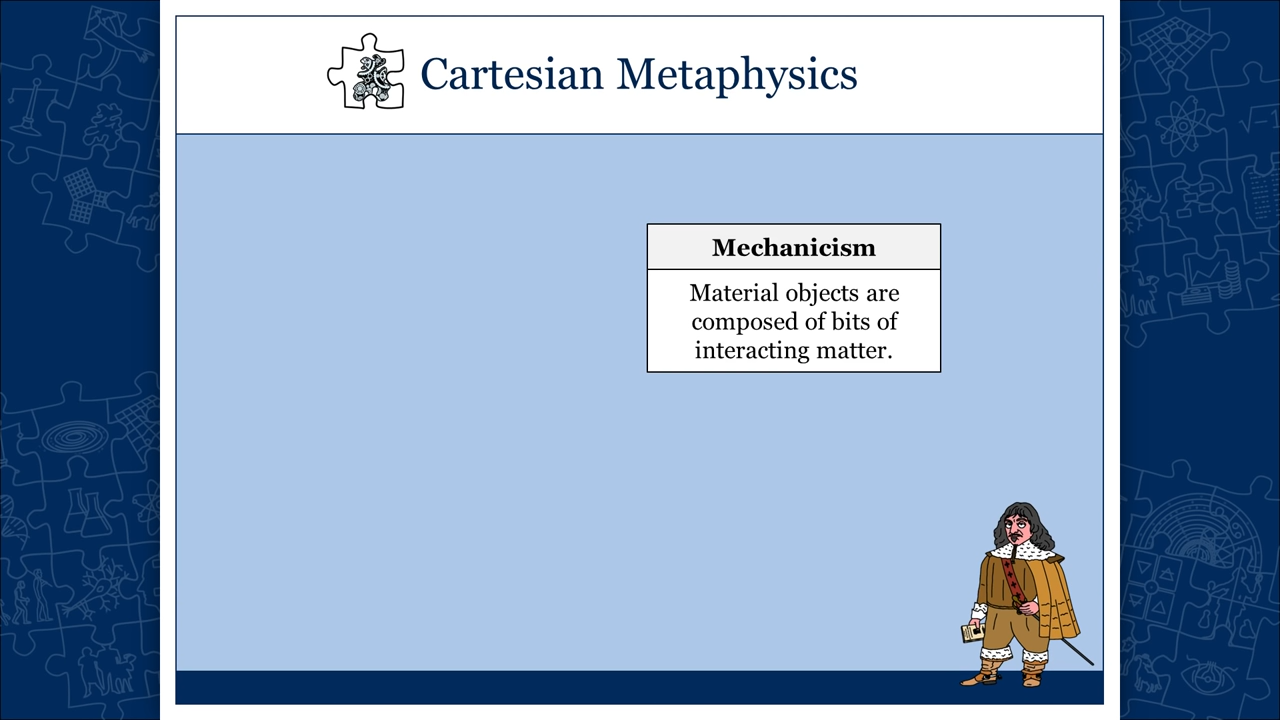 Cartesian Metaphysics
Mechanicism
Material objects are
composed of bits of
interacting matter.